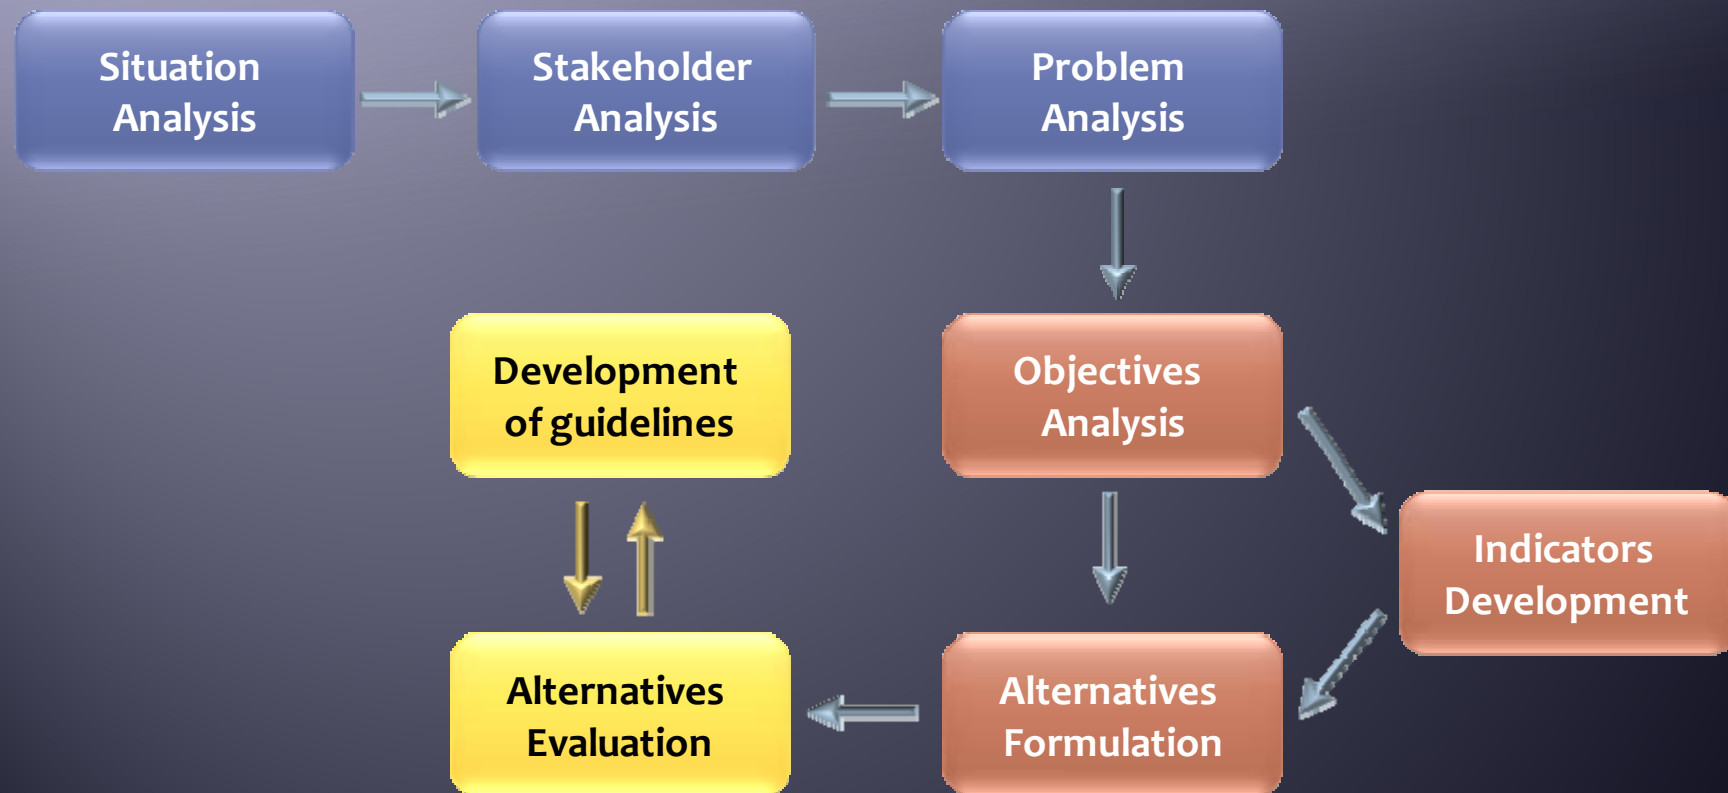 Situation
Analysis
Stakeholder
Analysis
Problem
Analysis
Development
of guidelines
Objectives
Analysis
Indicators
Development
Alternatives
Evaluation
Alternatives
Formulation